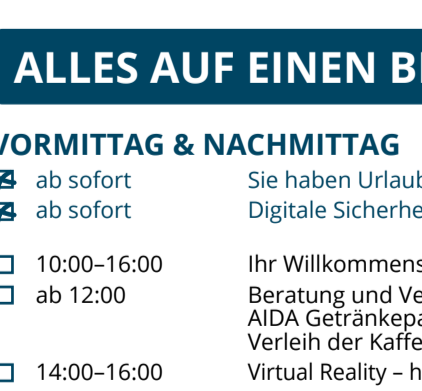 ALLES AUF EINEN
VORMITTAG & NACHMITTAG
ab sofort Sie haben
ab sofort Digitale
10:00–16:00 Ihr
ab 12:00 Beratung und
AIDA
Verleih der
14:00–16:00 Virtual Reality –